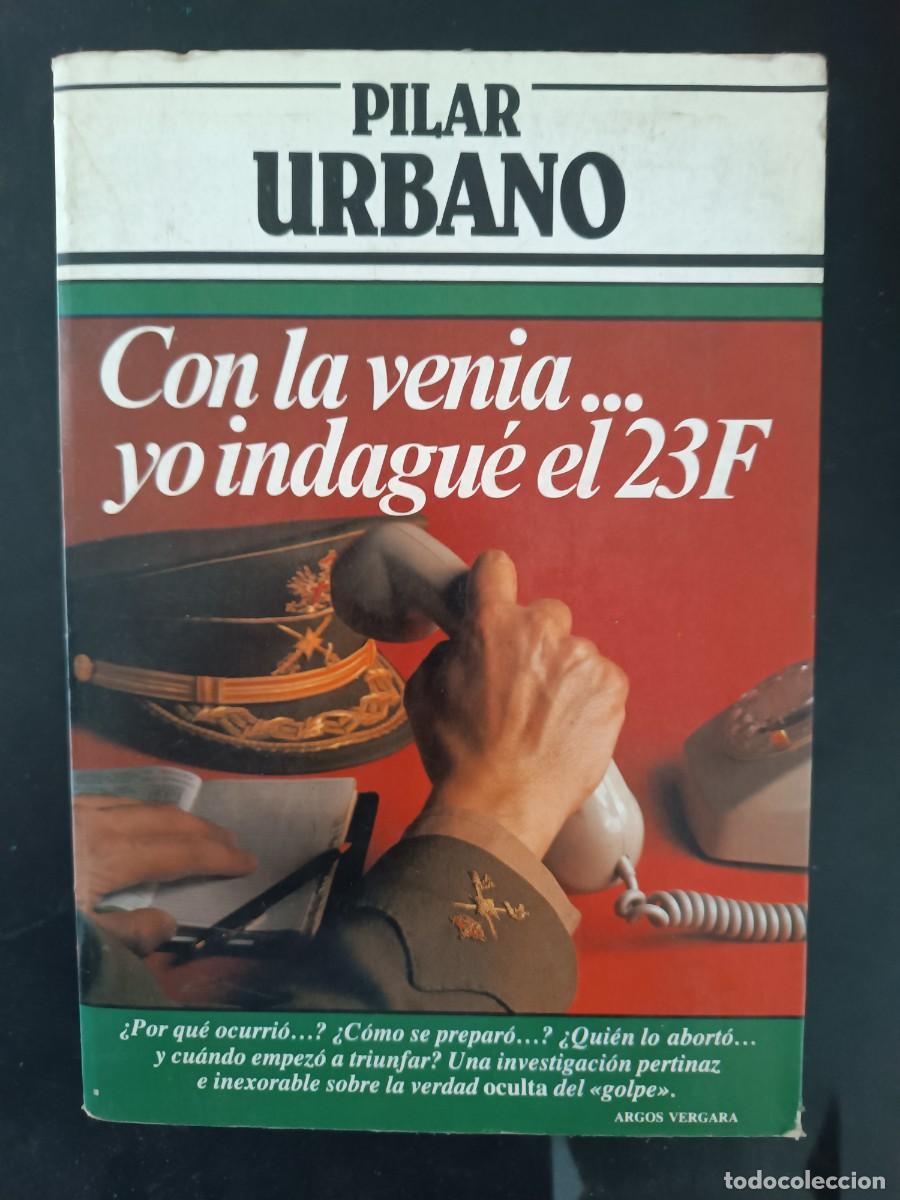 PILAR
URBANO
Con la venia...
yo indagué el 23F
¿Por qué ocurrió...? ¿Cómo se preparó...? ¿Quién lo abortó...
y cuándo empezó a triunfar? Una investigación pertinaz
e inexorable sobre la verdad oculta del «golpe».
ARGOS VERGARA
todocoleccion